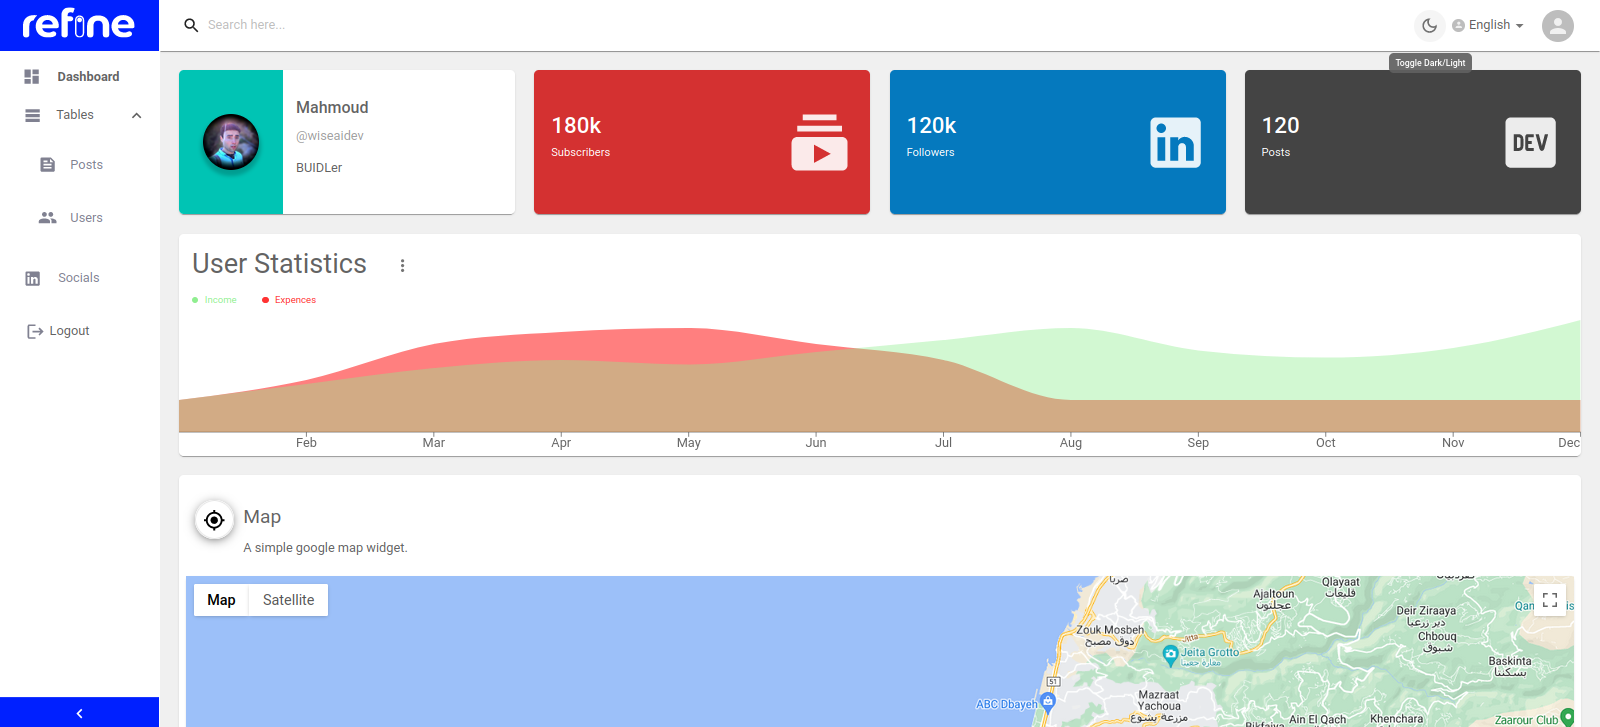 refine
Search here...
English
Toggle Dark/Light
Dashboard
Tables
Posts
Users
Socials
Logout
Mahmoud
@wiseaidev
BUIDLer
180k
Subscribers
120k
Followers
120
Posts
DEV
User Statistics
Income
Expences
Feb Mar Apr May Jun Jul Aug Sep Oct Nov Dec
Map
A simple google map widget.
Map Satellite
صربا
Qlayaat
قليعات
Ajaltoun
عجلتون
Deir Ziraaya
دير زرعيا
Zouk Mosbeh
ذوق مصبح
Chbouq
شبوق
Jeita Grotto
مغارة جعيتا
Baskinta
بسكنتا
51
ABC Dbayeh
Mazraat
Yachoua
مزرعة يشوع
Ain El Qach
Khenchara
Zaarour Club